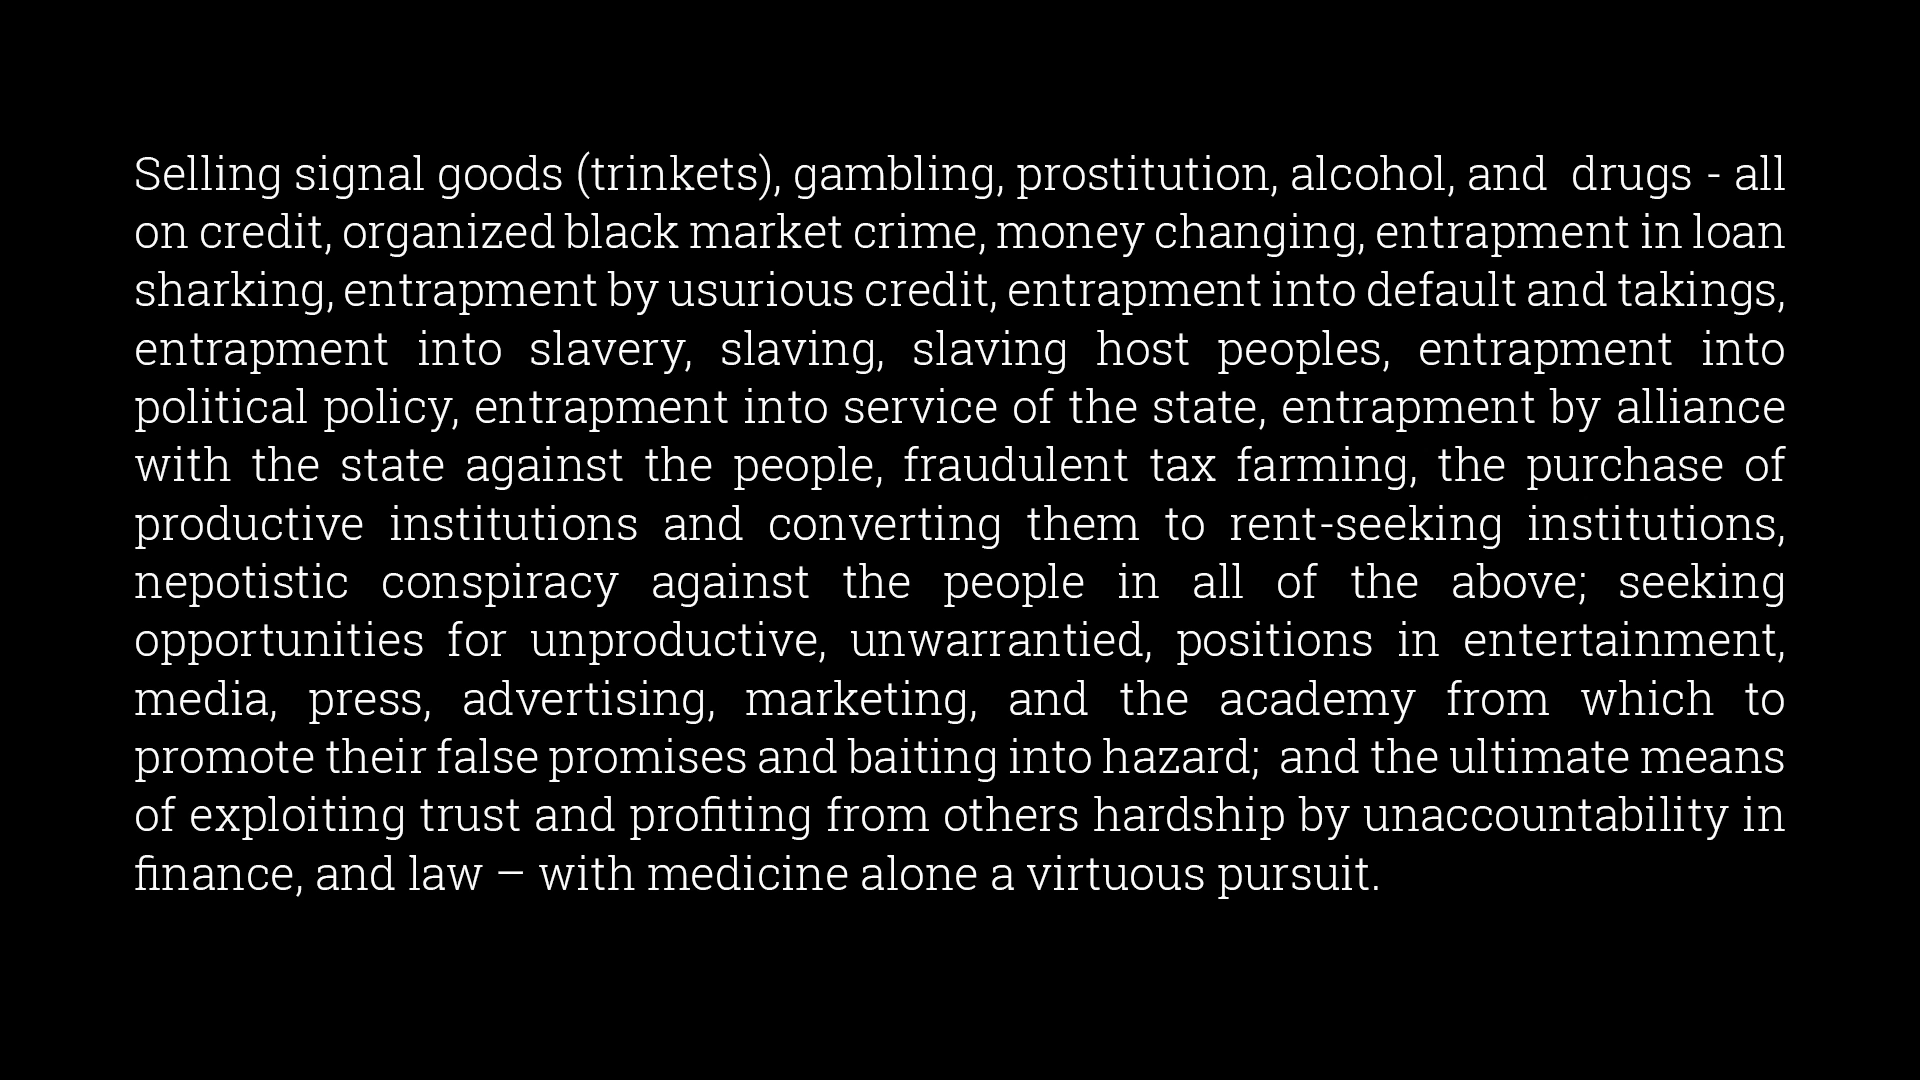 Selling signal goods (trinkets), gambling, prostitution, alcohol, and  drugs - all
on credit, organized black market crime, money changing, entrapment in loan
sharking, entrapment by usurious credit, entrapment into default and takings,
entrapment into slavery, slaving, slaving host peoples, entrapment into
political policy, entrapment into service of the state, entrapment by alliance
with the state against the people, fraudulent tax farming, the purchase of
productive institutions and converting them to rent-seeking institutions,
nepotistic conspiracy against the people in all of the above; seeking
opportunities for unproductive, unwarrantied, positions in entertainment,
media, press, advertising, marketing, and the academy from which to
promote their false promises and baiting into hazard;  and the ultimate means
of exploiting trust and profiting from others hardship by unaccountability in
finance, and law – with medicine alone a virtuous pursuit.